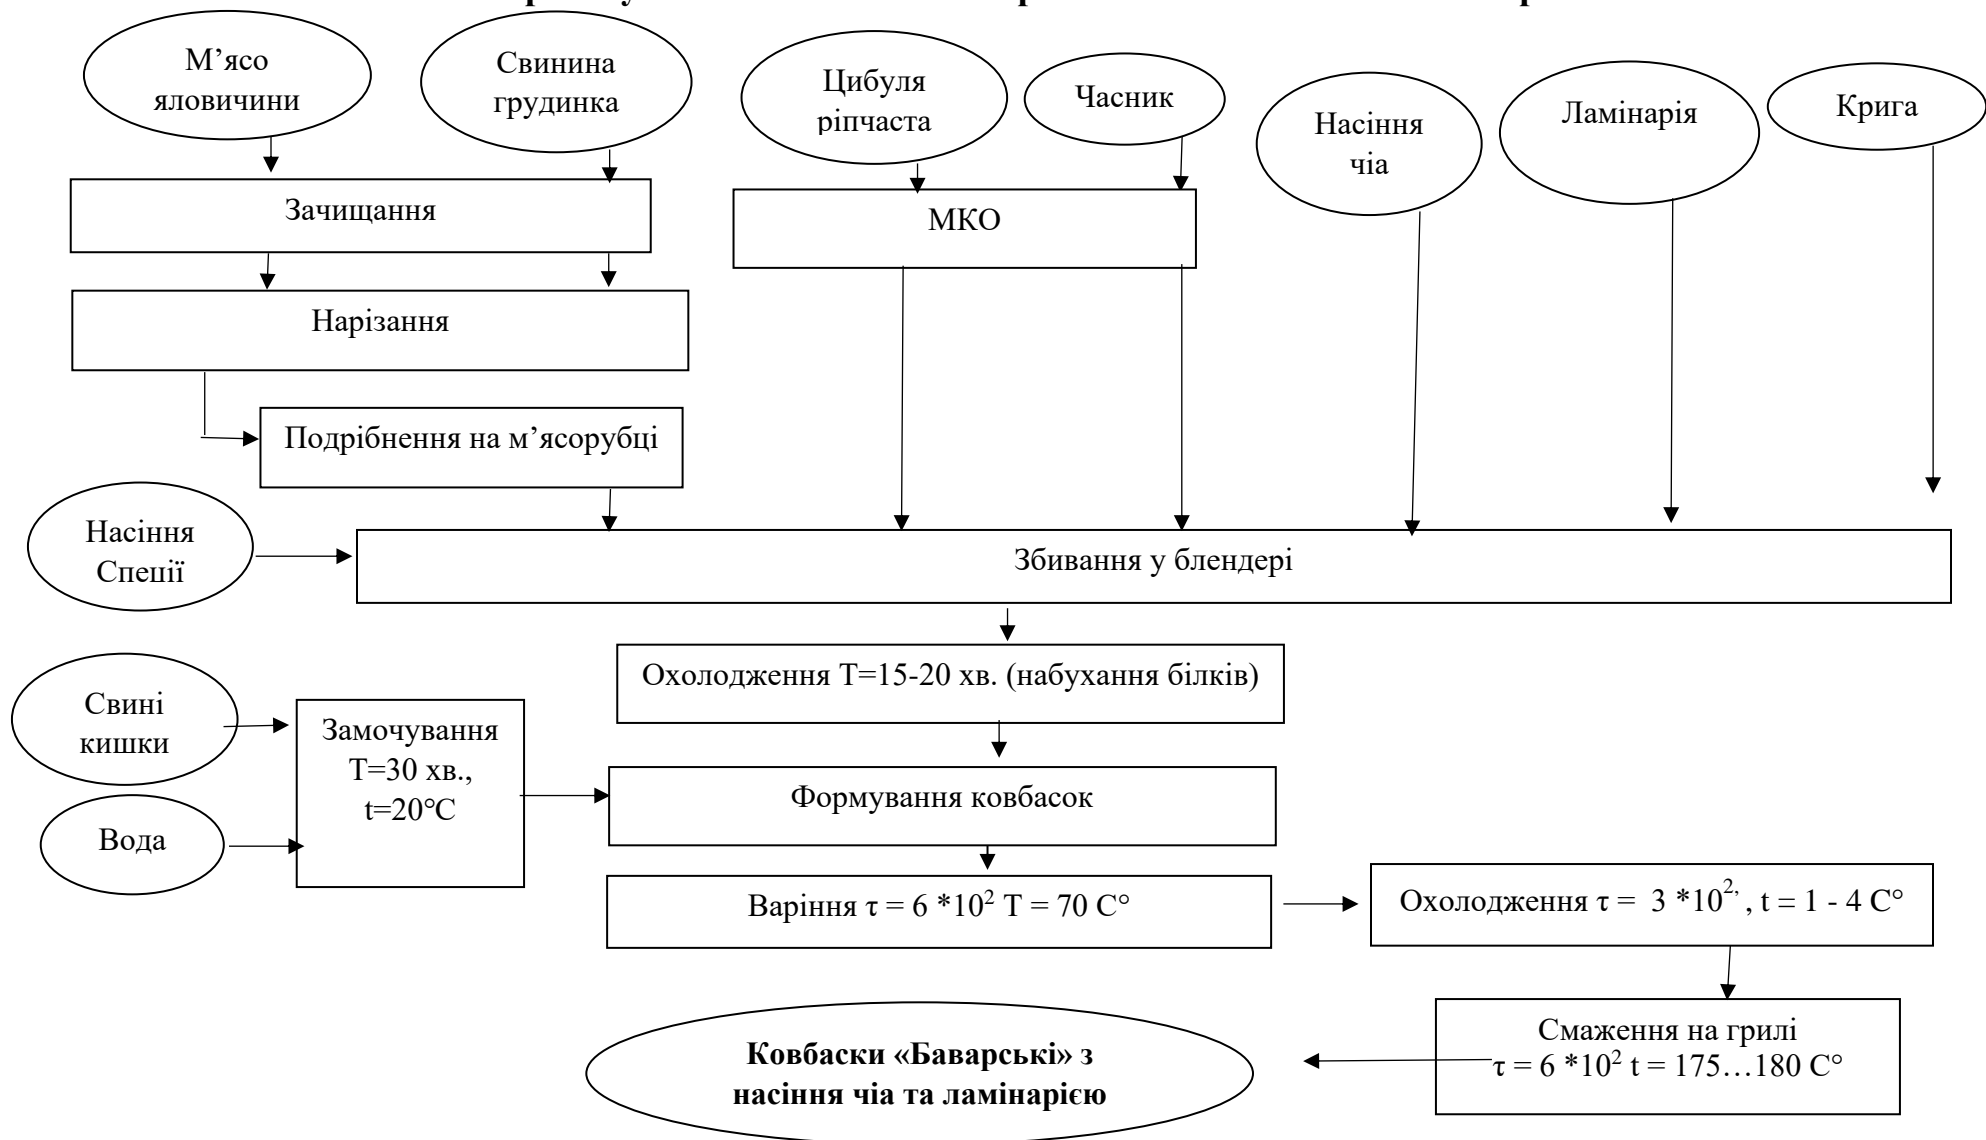 М’ясо
яловичини
Свинина
грудинка
Цибуля
ріпчаста
Часник
Насіння
чіа
Ламінарія
Крига
Зачищання
МКО
Нарізання
Подрібнення на м’ясорубці
Насіння
Спеції
Збивання у блендері
Охолодження Т=15-20 хв. (набухання білків)
Свині
кишки
Замочування
Т=30 хв.,
t=20°С
Вода
Формування ковбасок
Варіння τ = 6 *10² Т = 70 С°
Охолодження τ = 3 *10²’ , t = 1 - 4 С°
Смаження на грилі
τ = 6 *10² t = 175…180 С°
Ковбаски «Баварські» з
насіння чіа та ламінарією